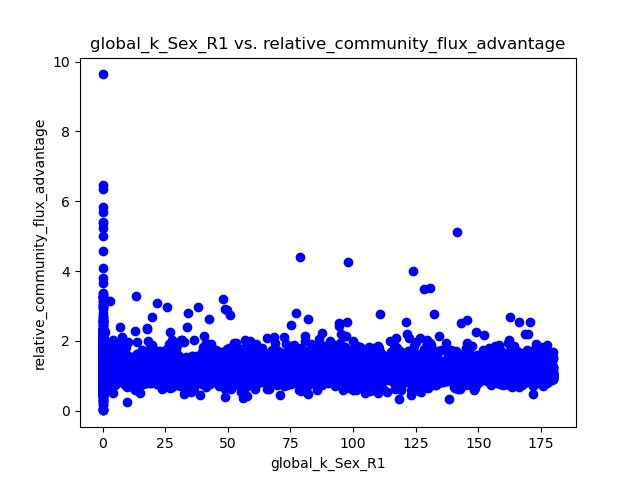 global_k_Sex_R1 vs. relative_community_flux_advantage
relative_community_flux_advantage
10
8
6
4
2
0
0 25 50 75 100 125 150 175
global_k_Sex_R1